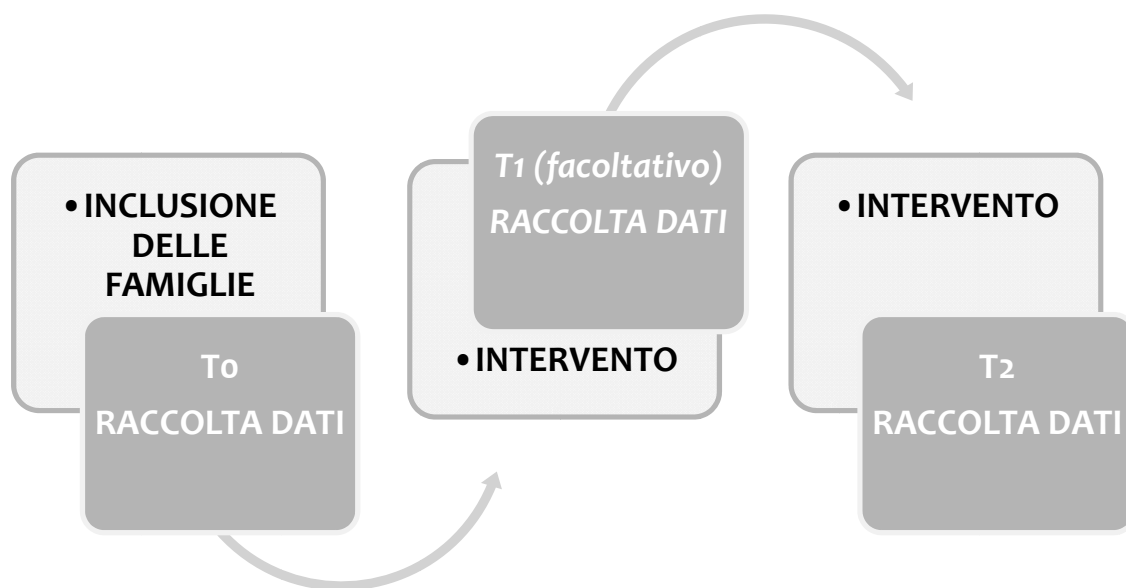 • INCLUSIONE
DELLE
FAMIGLIE
T0
RACCOLTA DATI
T1 (facoltativo)
RACCOLTA DATI
• INTERVENTO
• INTERVENTO
T2
RACCOLTA DATI